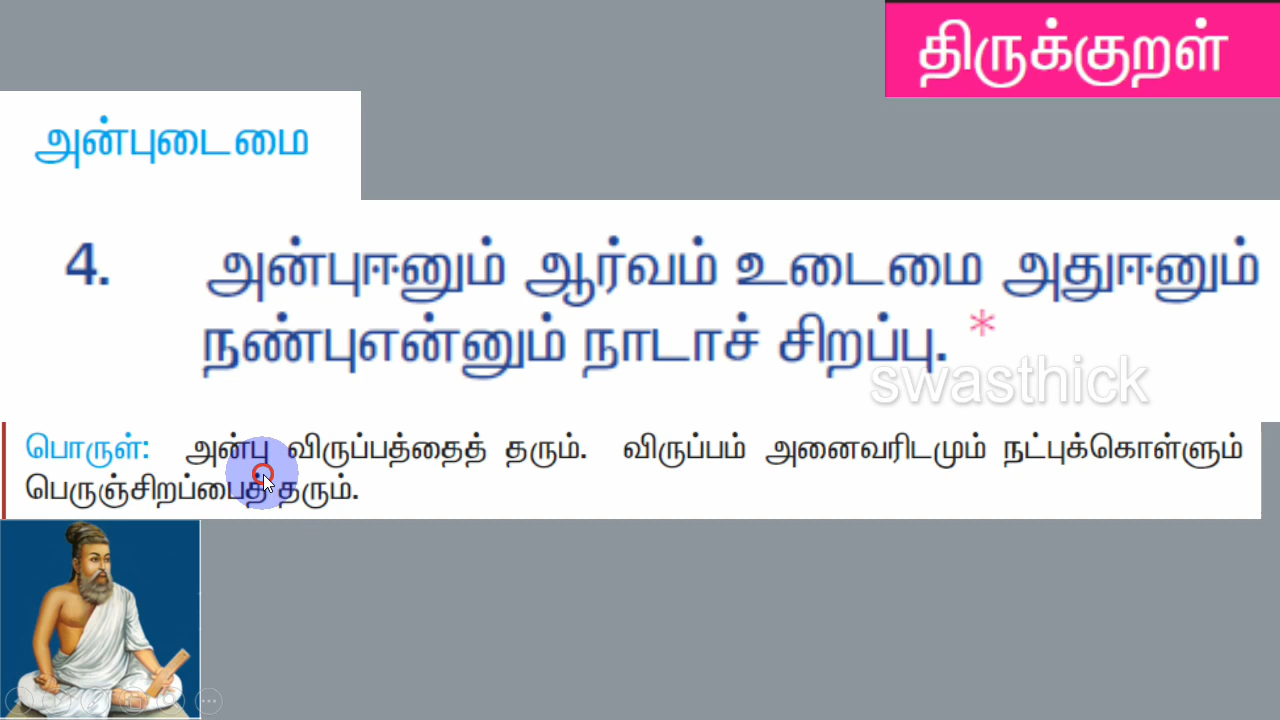 திருக்குறள்
அன்புடைமை
4. அன்புஈனும் ஆர்வம் உடைமை அதுஈனும்
நண்புஎன்னும் நாடாச் சிறப்பு. *
swasthick
பொருள்: அன்பு விருப்பத்தைத் தரும். விருப்பம் அனைவரிடமும் நட்புக்கொள்ளும்
பெருஞ்சிறப்பைத் தரும்.